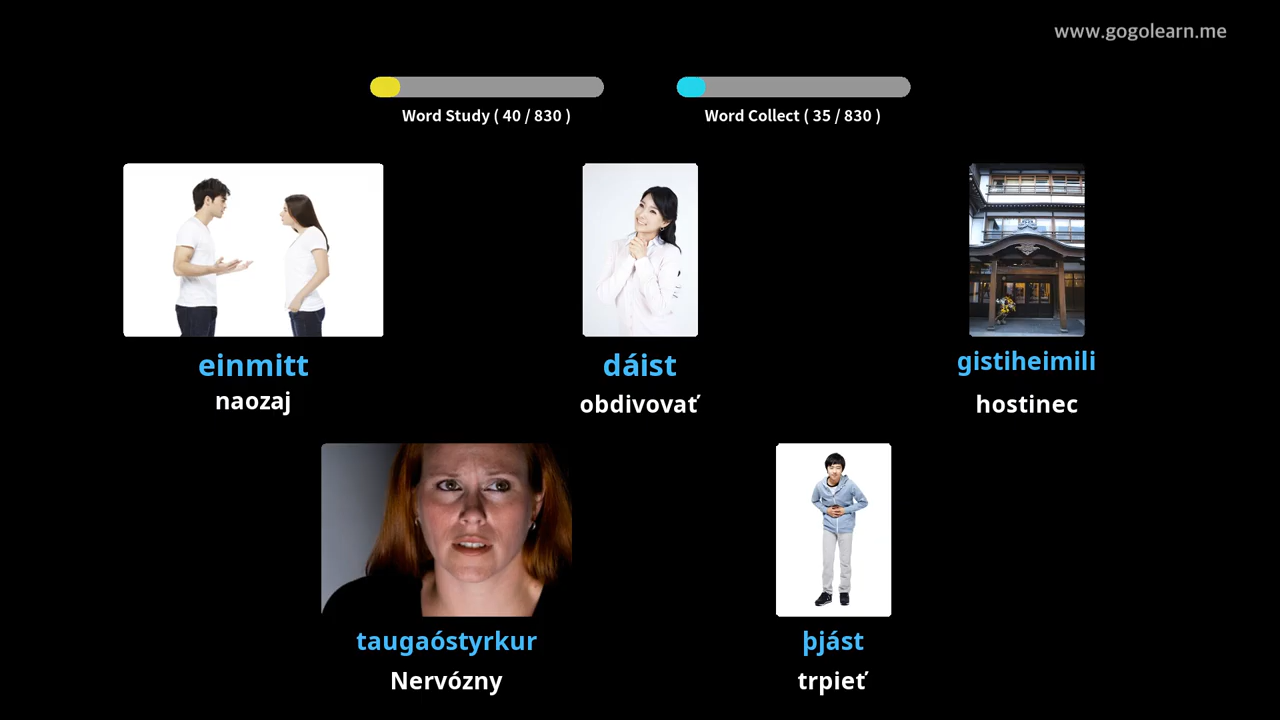 www.gogolearn.me
Word Study ( 40 / 830 )
Word Collect ( 35 / 830 )
einmitt
naozaj
dáist
obdivovať
gistiheimili
hostinec
taugaóstyrkur
Nervózny
þjást
trpieť